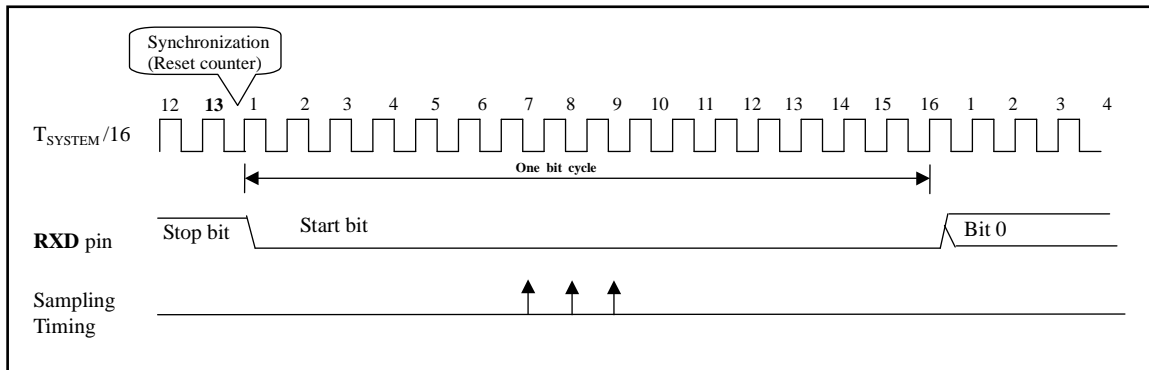 Synchronization
(Reset counter)
12 13 1 2 3 4 5 6 7 8 9 10 11 12 13 14 15 16 1 2 3 4
TSYSTEM /16
One bit cycle
Stop bit Start bit Bit 0
RXD pin
Sampling
Timing